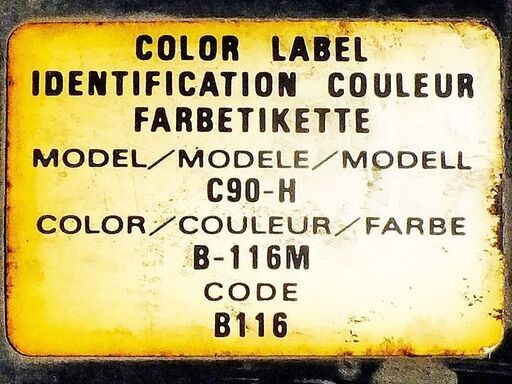 COLOR LABEL
IDENTIFICATION COULEUR
FARBETIKETTE
MODEL/MODELE/MODELL
C90-H
COLOR/COULEUR/FARBE
B-116M
CODE
B116